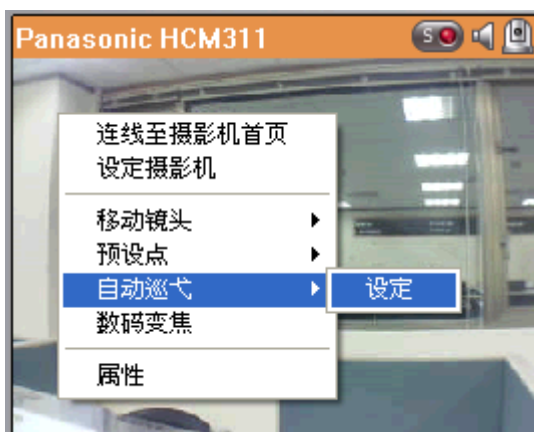 Panasonic HCM311
S
连线至摄影机首页
设定摄影机
移动镜头
预设点
自动巡弋
设定
数码变焦
属性